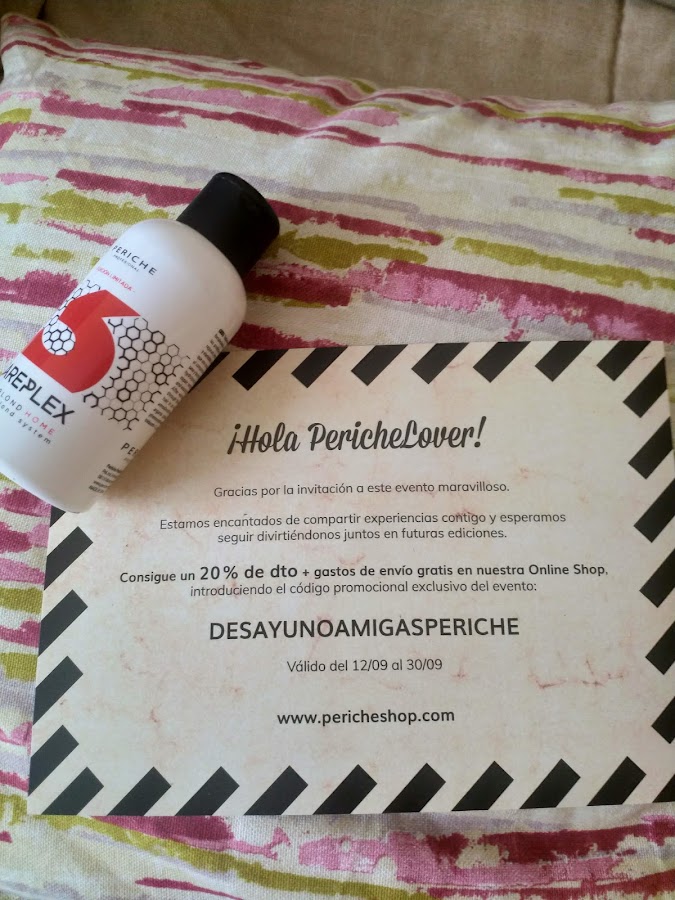 PERICHE
PROFESIONAL
AREPLEX
BLOND HOME
¡Hola PericheLover!
Gracias por la invitación a este evento maravilloso.
Estamos encantados de compartir experiencias contigo y esperamos
seguir divirtiéndonos juntos en futuras ediciones.
Consigue un 20% de dto + gastos de envío gratis en nuestra Online Shop,
introduciendo el código promocional exclusivo del evento:
DESAYUNOAMIGASPERICHE
Válido del 12/09 al 30/09
www.pericheshop.com